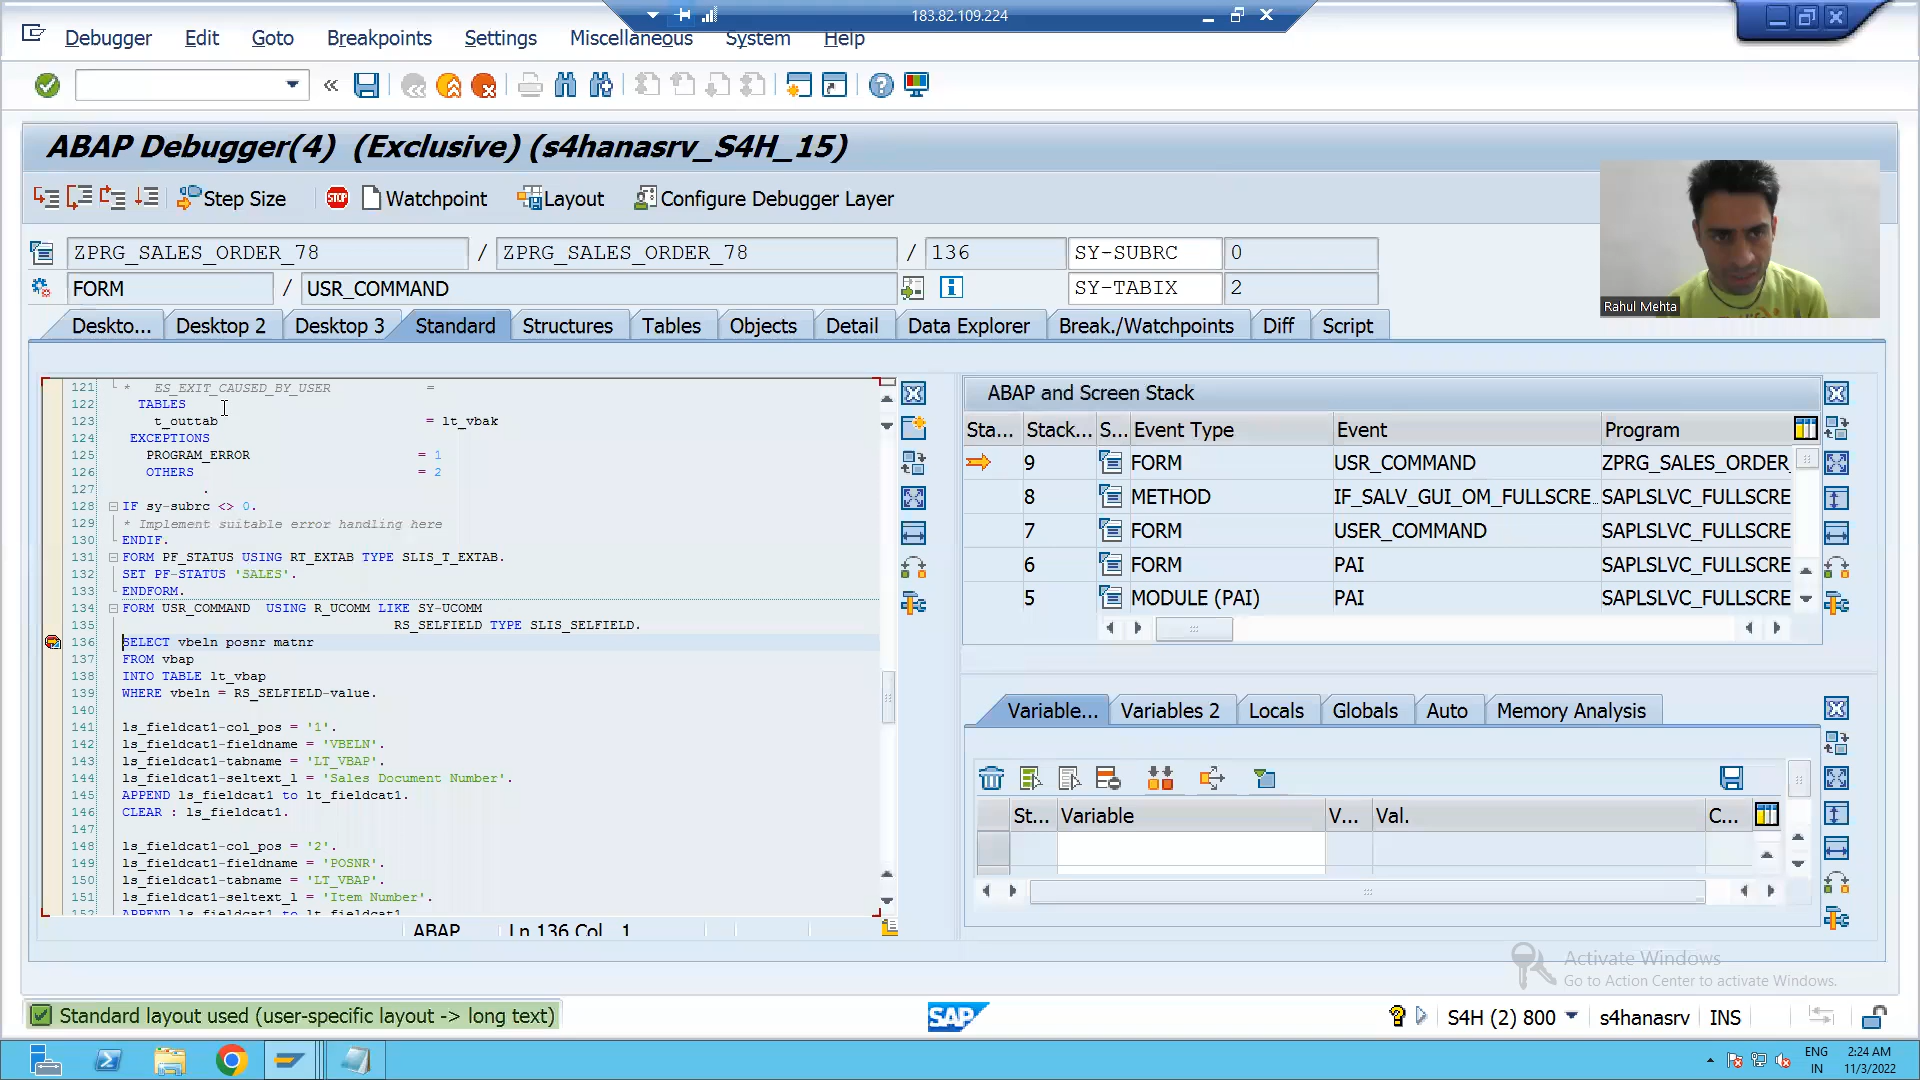 183.82.109.224
Debugger Edit Goto Breakpoints Settings Miscellaneous System Help
ABAP Debugger(4) (Exclusive) (s4hanasrv_S4H_15)
Step Size STOP Watchpoint Layout Configure Debugger Layer
ZPRG_SALES_ORDER_78 / ZPRG_SALES_ORDER_78 / 136 SY-SUBRC 0
FORM / USR_COMMAND SY-TABIX 2
Rahul Mehta
Deskto... Desktop 2 Desktop 3 Standard Structures Tables Objects Detail Data Explorer Break./Watchpoints Diff Script
121 * ES_EXIT_CAUSED_BY_USER =
122 TABLES
123 t_outtab = lt_vbak
124 EXCEPTIONS
125 PROGRAM_ERROR = 1
126 OTHERS = 2
127 .
128 IF sy-subrc <> 0.
129 * Implement suitable error handling here
130 ENDIF.
131 FORM PF_STATUS USING RT_EXTAB TYPE SLIS_T_EXTAB.
132 SET PF-STATUS 'SALES'.
133 ENDFORM.
134 FORM USR_COMMAND USING R_UCOMM LIKE SY-UCOMM
135 RS_SELFIELD TYPE SLIS_SELFIELD.
136 SELECT vbeln posnr matnr
137 FROM vbap
138 INTO TABLE lt_vbap
139 WHERE vbeln = RS_SELFIELD-value.
140
141 ls_fieldcat1-col_pos = '1'.
142 ls_fieldcat1-fieldname = 'VBELN'.
143 ls_fieldcat1-tabname = 'LT_VBAP'.
144 ls_fieldcat1-seltext_l = 'Sales Document Number'.
145 APPEND ls_fieldcat1 to lt_fieldcat1.
146 CLEAR : ls_fieldcat1.
147
148 ls_fieldcat1-col_pos = '2'.
149 ls_fieldcat1-fieldname = 'POSNR'.
150 ls_fieldcat1-tabname = 'LT_VBAP'.
151 ls_fieldcat1-seltext_l = 'Item Number'.
152 APPEND ls_fieldcat1 to lt_fieldcat1
ABAP Ln 136 Col 1
ABAP and Screen Stack
Sta... Stack... S... Event Type Event Program
9 FORM USR_COMMAND ZPRG_SALES_ORDER_
8 METHOD IF_SALV_GUI_OM_FULLSCRE... SAPLSLVC_FULLSCRE
7 FORM USER_COMMAND SAPLSLVC_FULLSCRE
6 FORM PAI SAPLSLVC_FULLSCRE
5 MODULE (PAI) PAI SAPLSLVC_FULLSCRE
Variable... Variables 2 Locals Globals Auto Memory Analysis
St... Variable V... Val. C...
Activate Windows
Go to Action Center to activate Windows.
Standard layout used (user-specific layout -> long text)
SAP
S4H (2) 800 s4hanasrv INS
ENG 2:24 AM
IN 11/3/2022